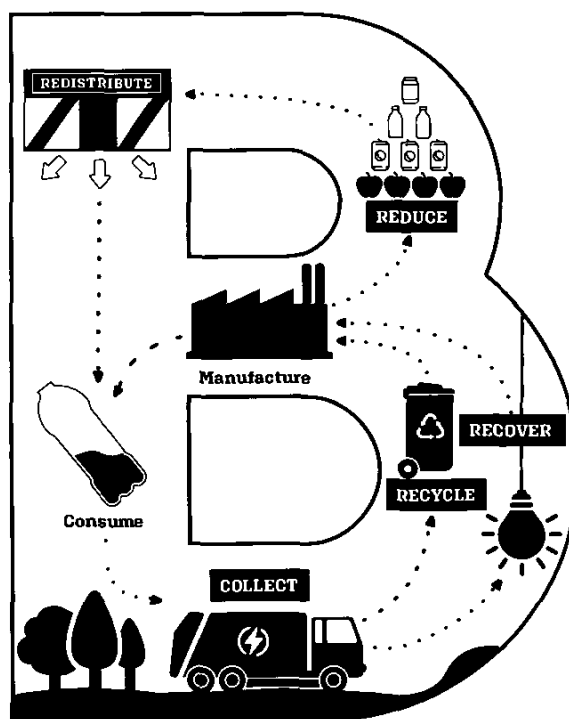 REDISTRIBUTE
REDUCE
Manufacture
RECOVER
RECYCLE
Consume
COLLECT